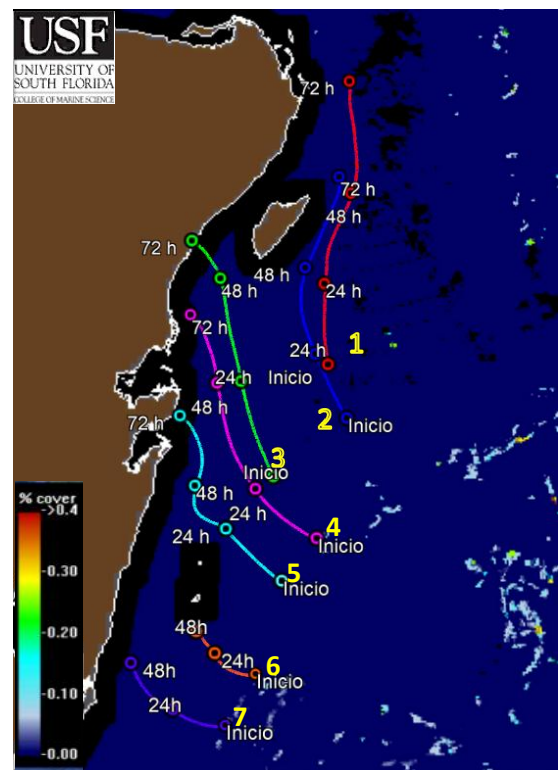 USF
UNIVERSITY OF
SOUTH FLORIDA
COLLEGE OF MARINE SCIENCE
72 h
72 h
48 h
72 h
48 h
48 h
24 h
72 h
24 h
1
24 h
Inicio
48 h
2
Inicio
72 h
Inicio
3
48 h
24 h
4
24 h
Inicio
5
Inicio
% cover
->0.4
-0.30
-0.20
-0.10
-0.00
48h
24h
6
48h
Inicio
24h
7
Inicio